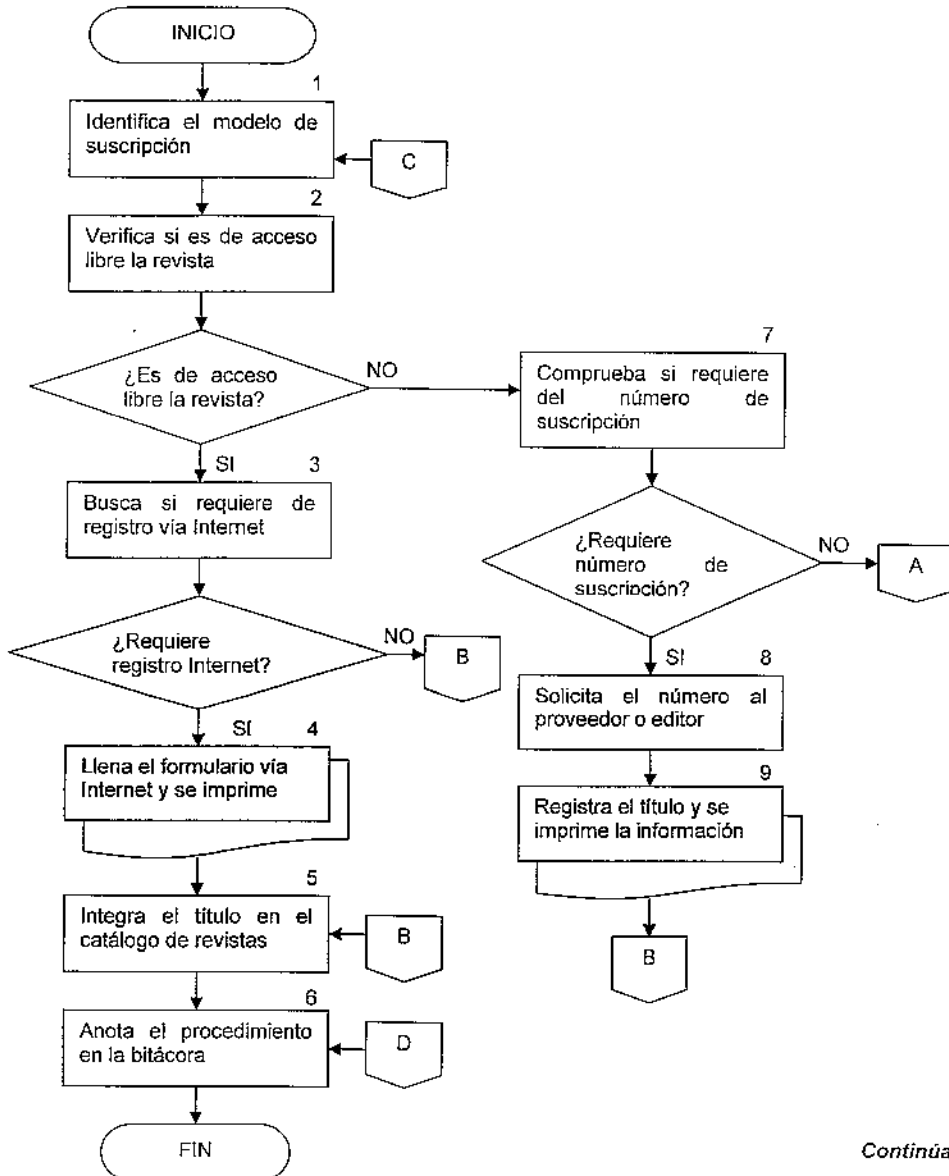 INICIO
1
Identifica el modelo de
suscripción
C
2
Verifica si es de acceso
libre la revista
¿Es de acceso
libre la revista?
NO
SI
7
Comprueba si requiere
del número de
suscripción
3
Busca si requiere de
registro vía Internet
¿Requiere
número de
suscripción?
NO
A
SI
¿Requiere
registro Internet?
NO
B
SI
8
Solicita el número al
proveedor o editor
4
Llena el formulario vía
Internet y se imprime
9
Registra el título y se
imprime la información
B
5
Integra el título en el
catálogo de revistas
B
6
Anota el procedimiento
en la bitácora
D
FIN
Continúa